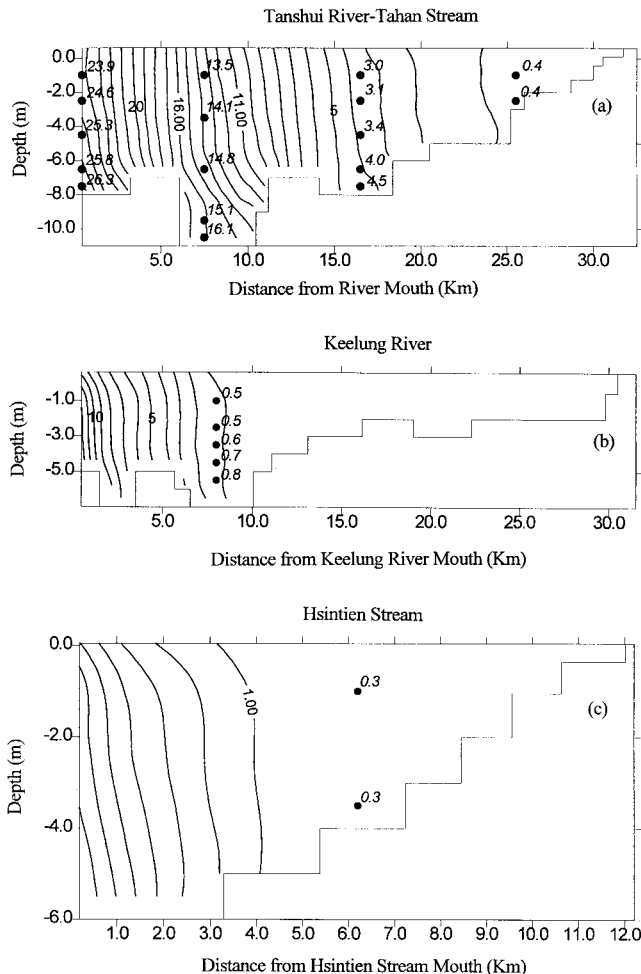 Tanshui River-Tahan Stream
0.0
-2.0
-4.0
-6.0
-8.0
-10.0
Depth (m)
23.9
24.6
25.3
25.8
26.3
20
16.00
13.5
14.1
14.8
15.1
16.1
11.00
5
3.0
3.1
3.4
4.0
4.5
0.4
0.4
(a)
5.0 10.0 15.0 20.0 25.0 30.0
Distance from River Mouth (Km)
Keelung River
-1.0
-3.0
-5.0
Depth (m)
10
5
0.5
0.5
0.6
0.7
0.8
(b)
5.0 10.0 15.0 20.0 25.0 30.0
Distance from Keelung River Mouth (Km)
Hsintien Stream
0.0
-2.0
-4.0
-6.0
Depth (m)
1.00
0.3
0.3
(c)
1.0 2.0 3.0 4.0 5.0 6.0 7.0 8.0 9.0 10.0 11.0 12.0
Distance from Hsintien Stream Mouth (Km)